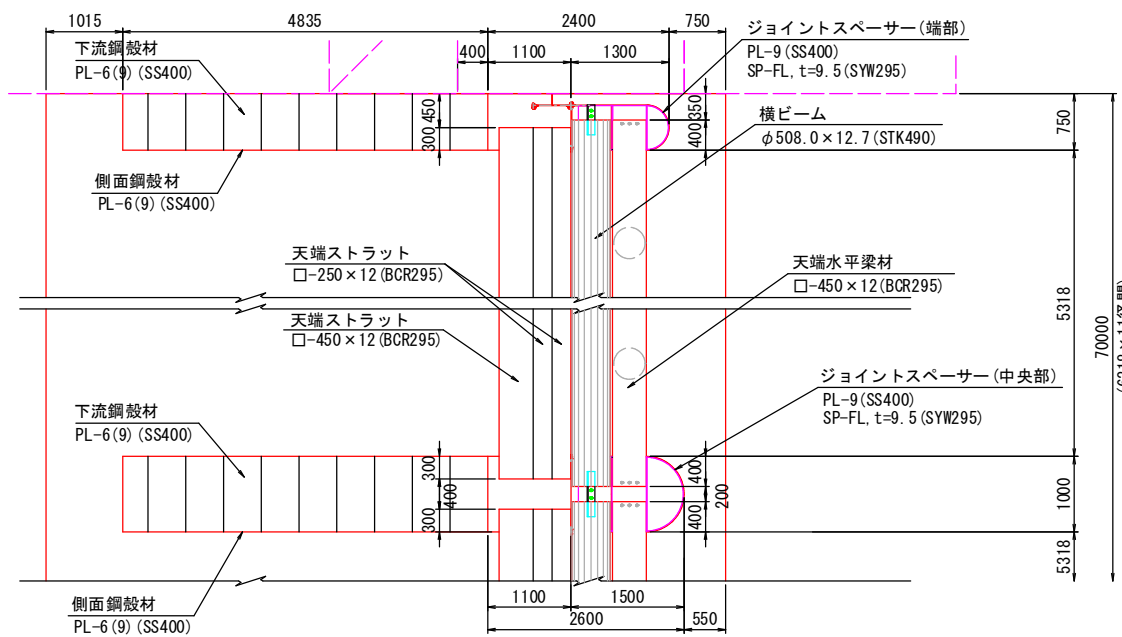 1015
4835
2400
750
400
1100
1300
下流鋼殻材
PL-6(9)(SS400)
ジョイントスペーサー(端部)
PL-9(SS400)
SP-FL, t=9.5(SYW295)
450
300
350
400
750
横ビーム
φ508.0×12.7(STK490)
側面鋼殻材
PL-6(9)(SS400)
天端ストラット
□-250×12(BCR295)
天端水平梁材
□-450×12(BCR295)
天端ストラット
□-450×12(BCR295)
5318
70000
ジョイントスペーサー(中央部)
PL-9(SS400)
SP-FL, t=9.5(SYW295)
下流鋼殻材
PL-6(9)(SS400)
300
400
300
400
200
400
1000
5318
側面鋼殻材
PL-6(9)(SS400)
1100
1500
2600
550